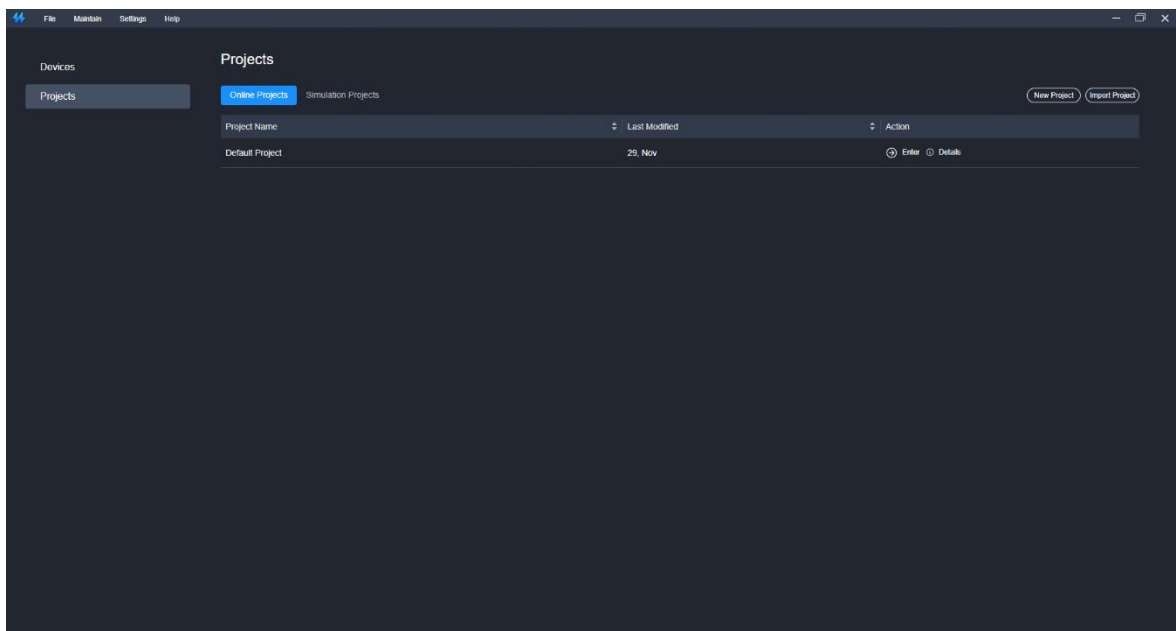 File Maintain Settings Help
Devices
Projects
Projects
Online Projects Simulation Projects New Project Import Project
Project Name Last Modified Action
Default Project 29, Nov Enter Details